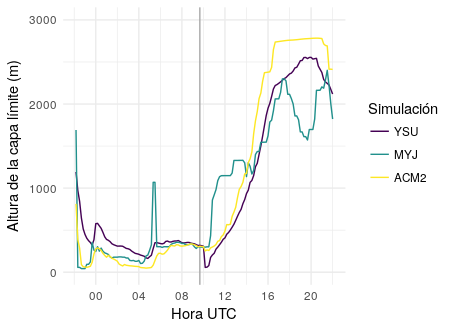 3000
2000
1000
0
Altura de la capa límite (m)
00 04 08 12 16 20
Hora UTC
Simulación
YSU
MYJ
ACM2